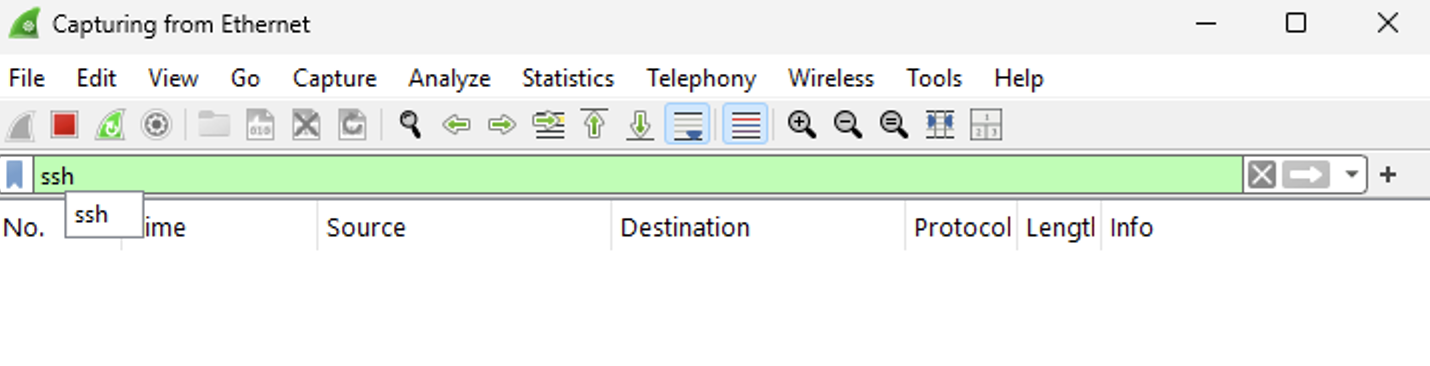 Capturing from Ethernet
File Edit View Go Capture Analyze Statistics Telephony Wireless Tools Help
ssh
ssh
No. ime Source Destination Protocol Lengtl Info